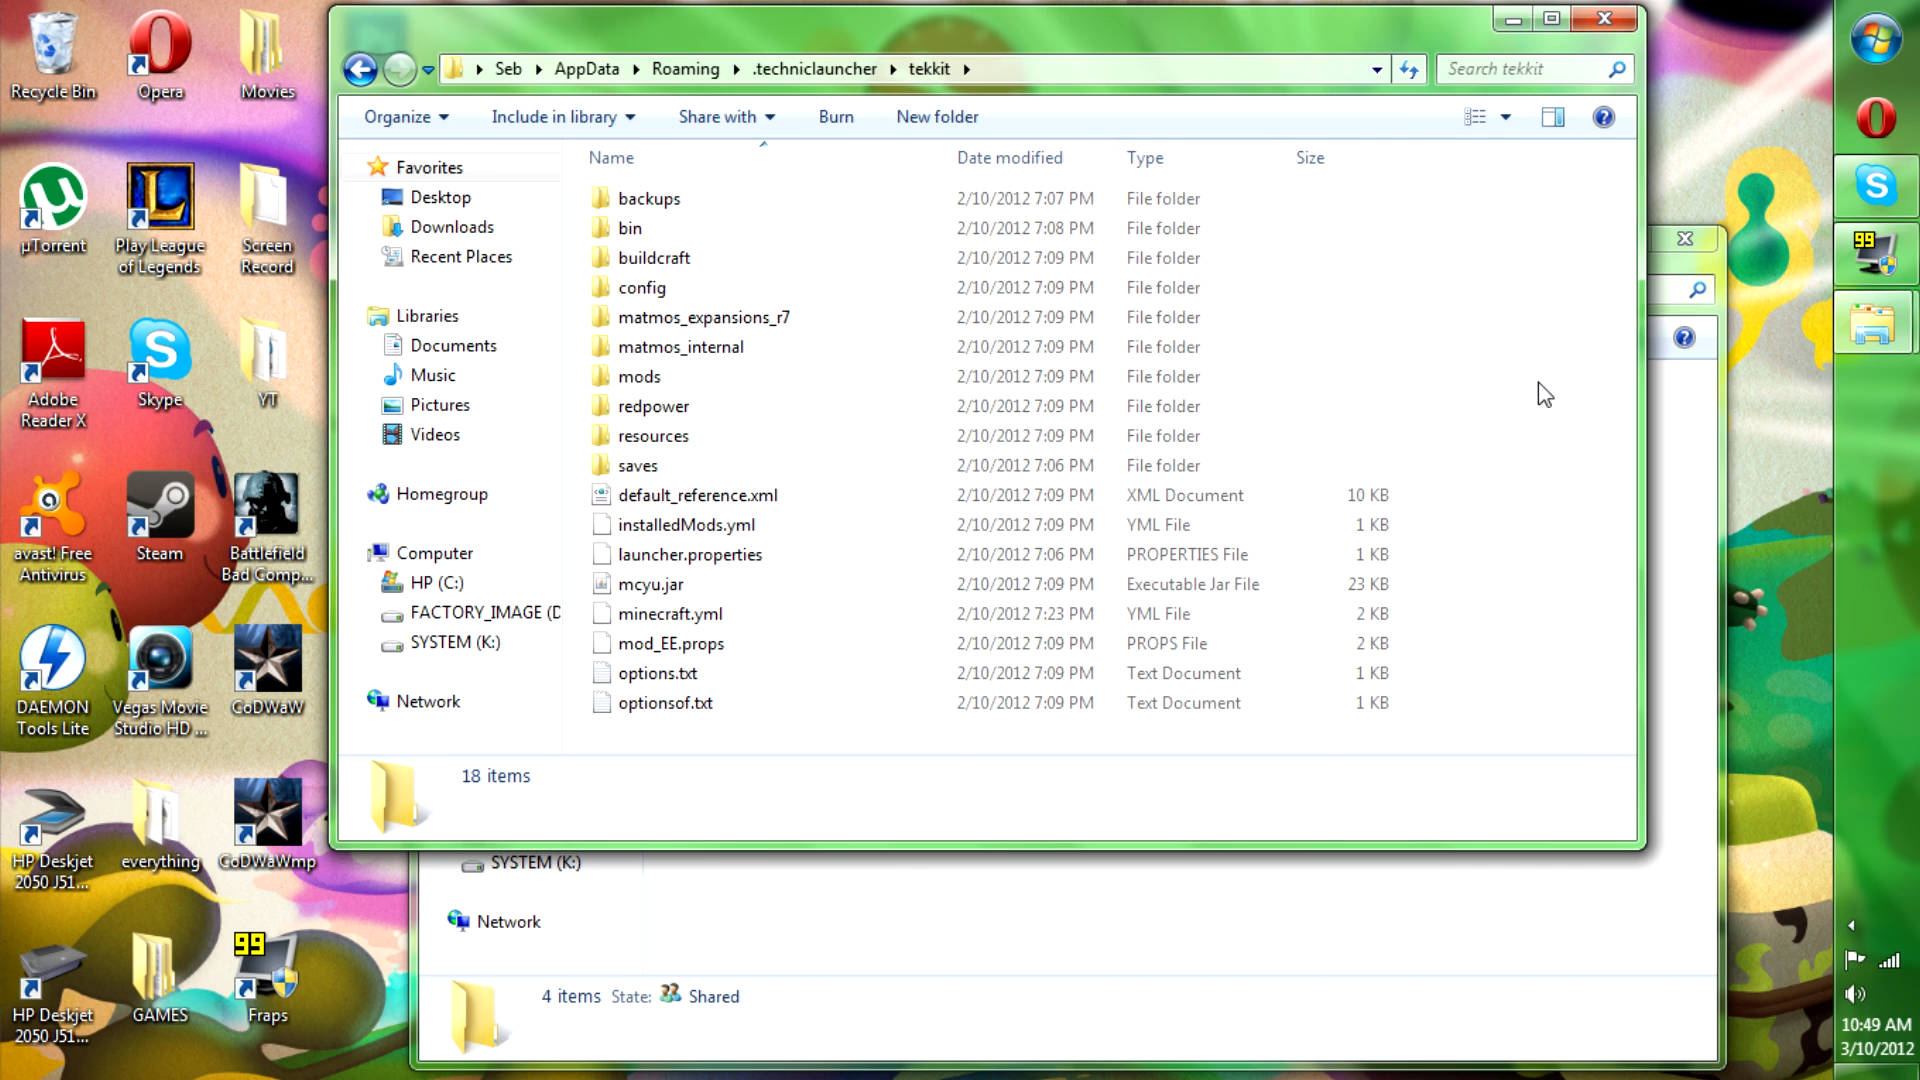 Recycle Bin
Opera
Movies
µTorrent
Play League
of Legends
Screen
Record
Adobe
Reader X
Skype
YT
avast! Free
Antivirus
Steam
Battlefield
Bad Comp...
DAEMON
Tools Lite
Vegas Movie
Studio HD ...
CoDWaW
HP Deskjet
2050 J51...
everything
CoDWaWmp
HP Deskjet
2050 J51...
GAMES
99
Fraps
Seb
AppData
Roaming
.techniclauncher
tekkit
Search tekkit
Organize
Include in library
Share with
Burn
New folder
Favorites
Desktop
Downloads
Recent Places
Libraries
Documents
Music
Pictures
Videos
Homegroup
Computer
HP (C:)
FACTORY_IMAGE (D
SYSTEM (K:)
Network
Name Date modified Type Size
backups 2/10/2012 7:07 PM File folder
bin 2/10/2012 7:08 PM File folder
buildcraft 2/10/2012 7:09 PM File folder
config 2/10/2012 7:09 PM File folder
matmos_expansions_r7 2/10/2012 7:09 PM File folder
matmos_internal 2/10/2012 7:09 PM File folder
mods 2/10/2012 7:09 PM File folder
redpower 2/10/2012 7:09 PM File folder
resources 2/10/2012 7:09 PM File folder
saves 2/10/2012 7:06 PM File folder
default_reference.xml 2/10/2012 7:09 PM XML Document 10 KB
installedMods.yml 2/10/2012 7:09 PM YML File 1 KB
launcher.properties 2/10/2012 7:06 PM PROPERTIES File 1 KB
mcyu.jar 2/10/2012 7:09 PM Executable Jar File 23 KB
minecraft.yml 2/10/2012 7:23 PM YML File 2 KB
mod_EE.props 2/10/2012 7:09 PM PROPS File 2 KB
options.txt 2/10/2012 7:09 PM Text Document 1 KB
optionsof.txt 2/10/2012 7:09 PM Text Document 1 KB
18 items
SYSTEM (K:)
Network
4 items State: Shared
99
10:49 AM
3/10/2012